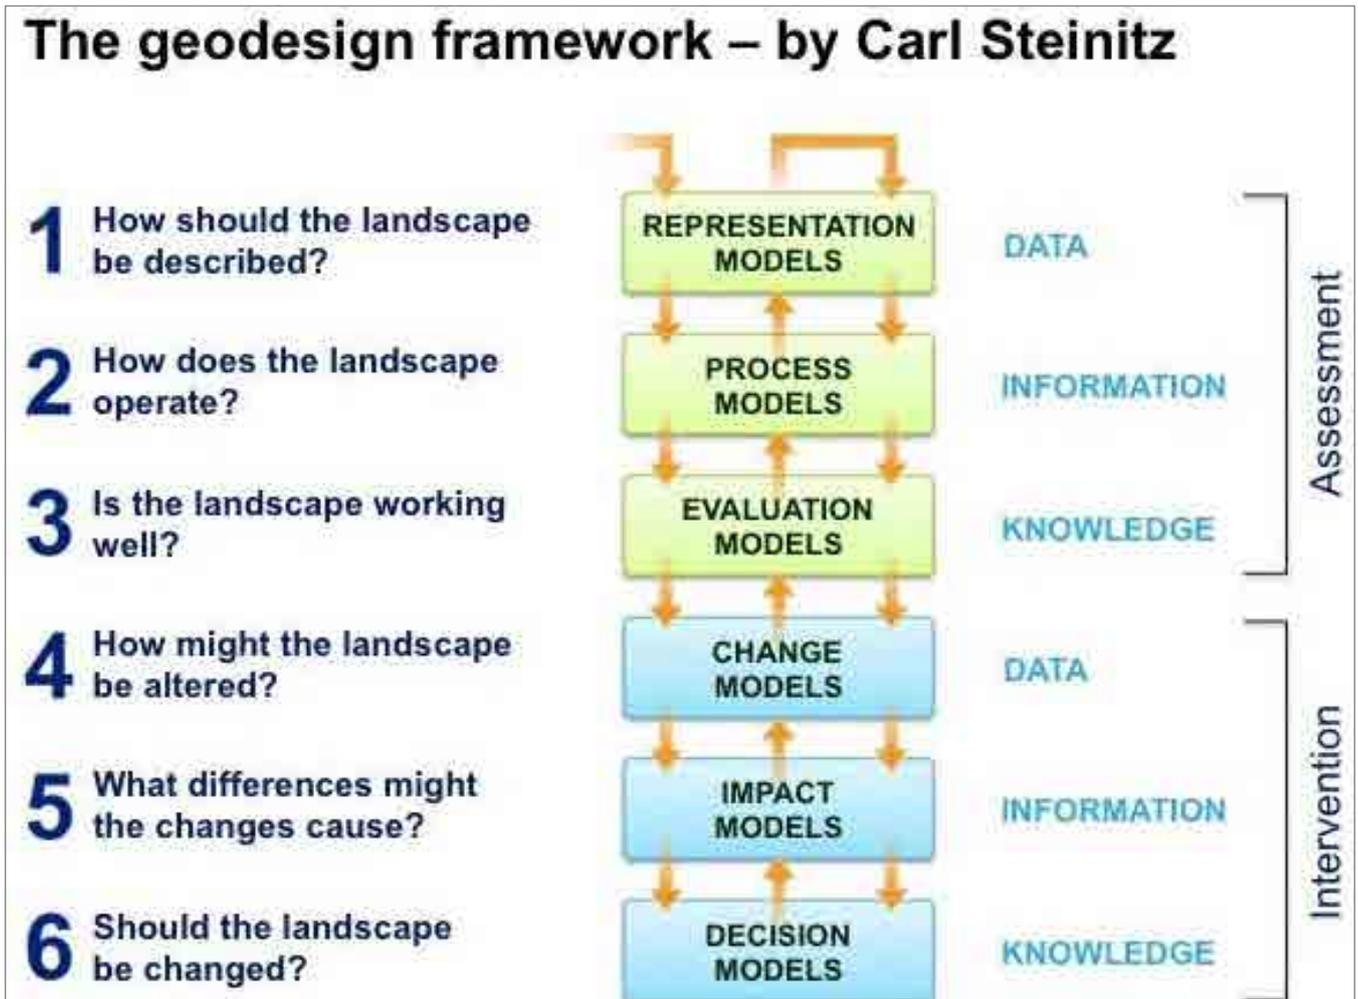 The geodesign framework – by Carl Steinitz
1
How should the landscape
be described?
REPRESENTATION
MODELS
DATA
2
How does the landscape
operate?
PROCESS
MODELS
INFORMATION
3
Is the landscape working
well?
EVALUATION
MODELS
KNOWLEDGE
Assessment
4
How might the landscape
be altered?
CHANGE
MODELS
DATA
5
What differences might
the changes cause?
IMPACT
MODELS
INFORMATION
6
Should the landscape
be changed?
DECISION
MODELS
KNOWLEDGE
Intervention